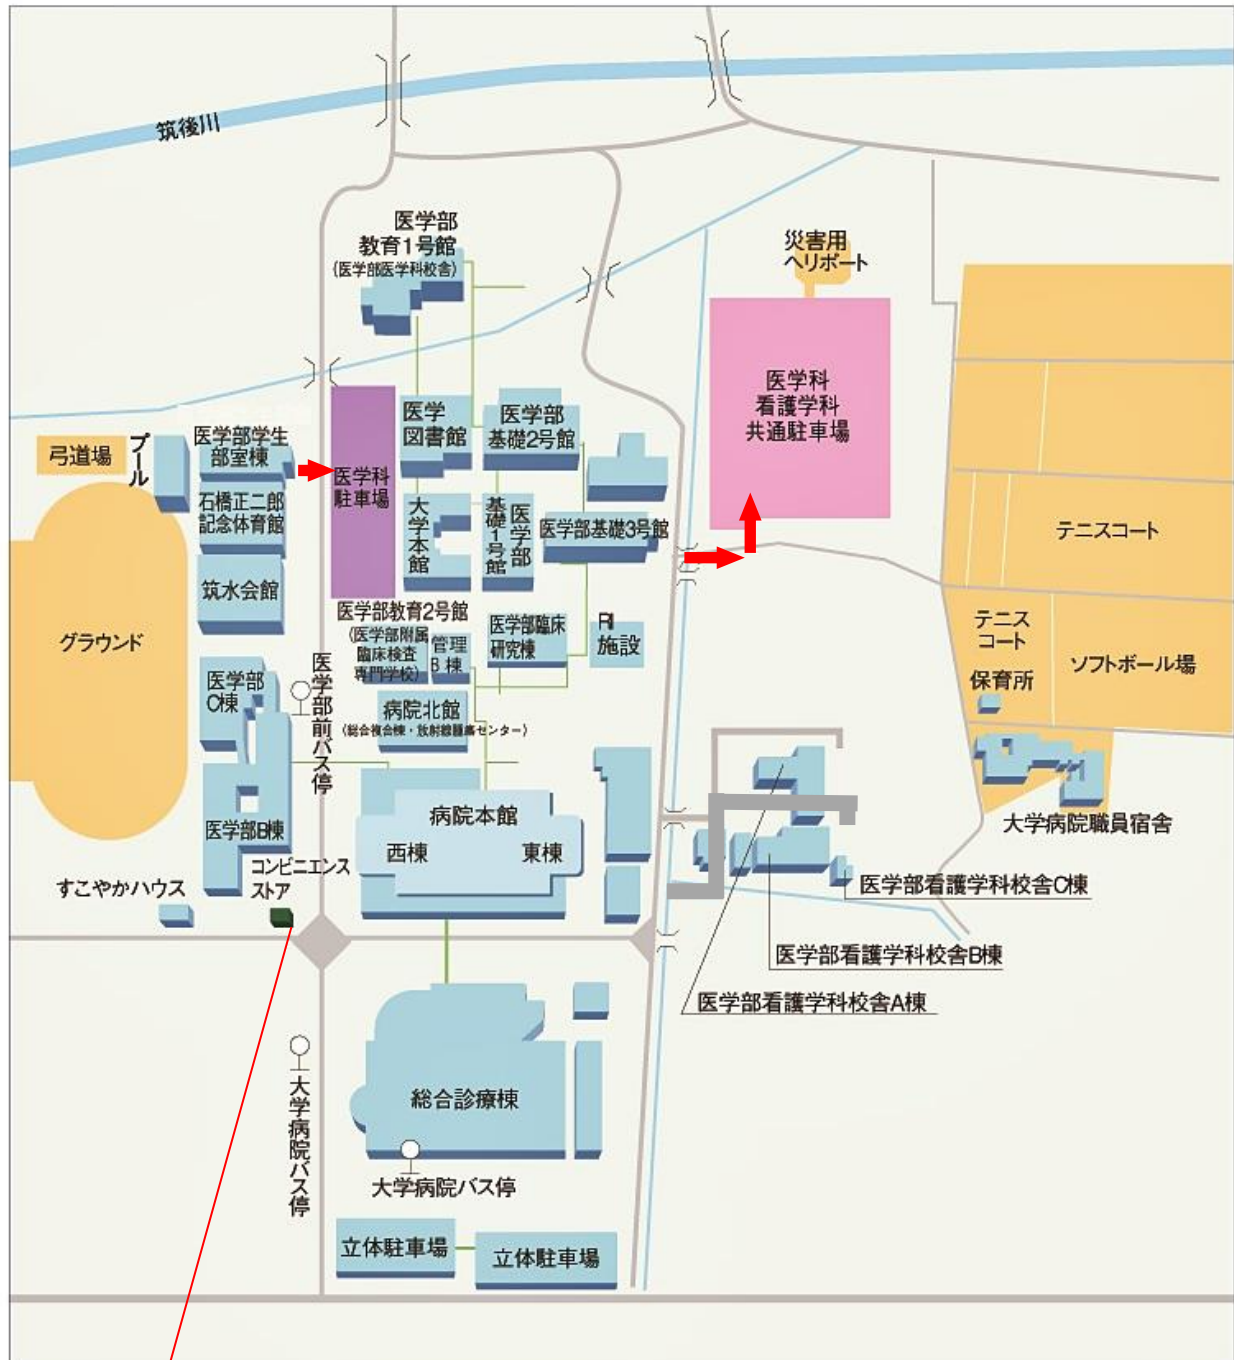 筑後川
医学部
教育1号館
(医学部医学科校舎)
災害用
ヘリポート
医学科
看護学科
共通駐車場
弓道場
プール
医学部学生
部室棟
石橋正二郎
記念体育館
筑水会館
医学科
駐車場
医学
図書館
医学部
基礎2号館
大学本館
医学部
基礎1号館
医学部基礎3号館
テニスコート
グラウンド
医学部教育2号館
(医学部附属
臨床検査
専門学校)
管理
B棟
医学部臨床
研究棟
RI
施設
テニス
コート
保育所
ソフトボール場
医学部
C棟
医学部前バス停
病院北館
(総合複合棟・放射線腫瘍センター)
病院本館
西棟
東棟
医学部B棟
コンビニエンス
ストア
すこやかハウス
大学病院職員宿舎
医学部看護学科校舎C棟
医学部看護学科校舎B棟
医学部看護学科校舎A棟
大学病院バス停
総合診療棟
大学病院バス停
立体駐車場
立体駐車場